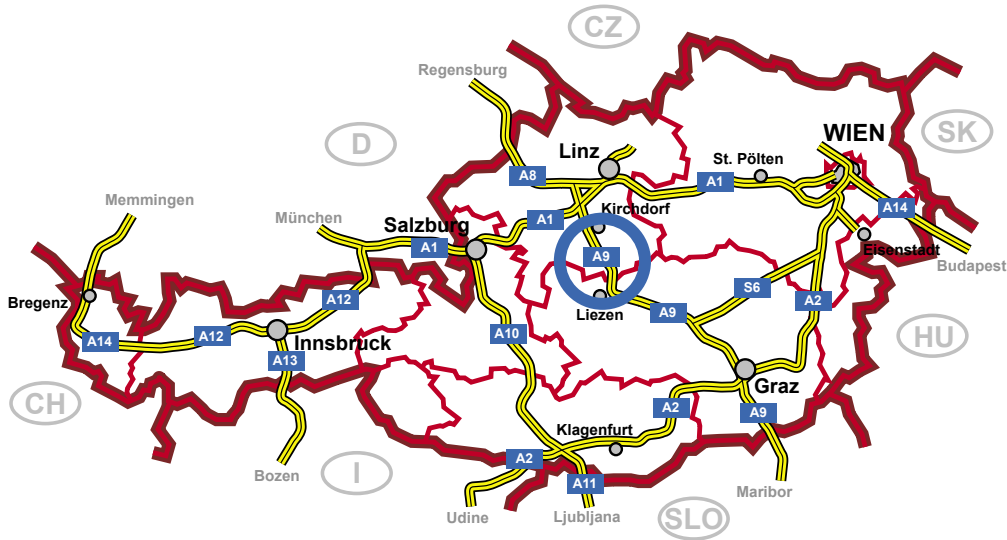 CZ
Regensburg
SK
WIEN
D
Linz
St. Pölten
A8
A1
A14
Memmingen
Kirchdorf
München
A1
Salzburg
A1
Eisenstadt
Budapest
A9
Bregenz
A12
S6
A2
Liezen
A9
A14
A12
Innsbruck
A10
HU
A13
Graz
CH
A2
A9
Klagenfurt
A2
Bozen
I
A11
Maribor
Udine
Ljubljana
SLO